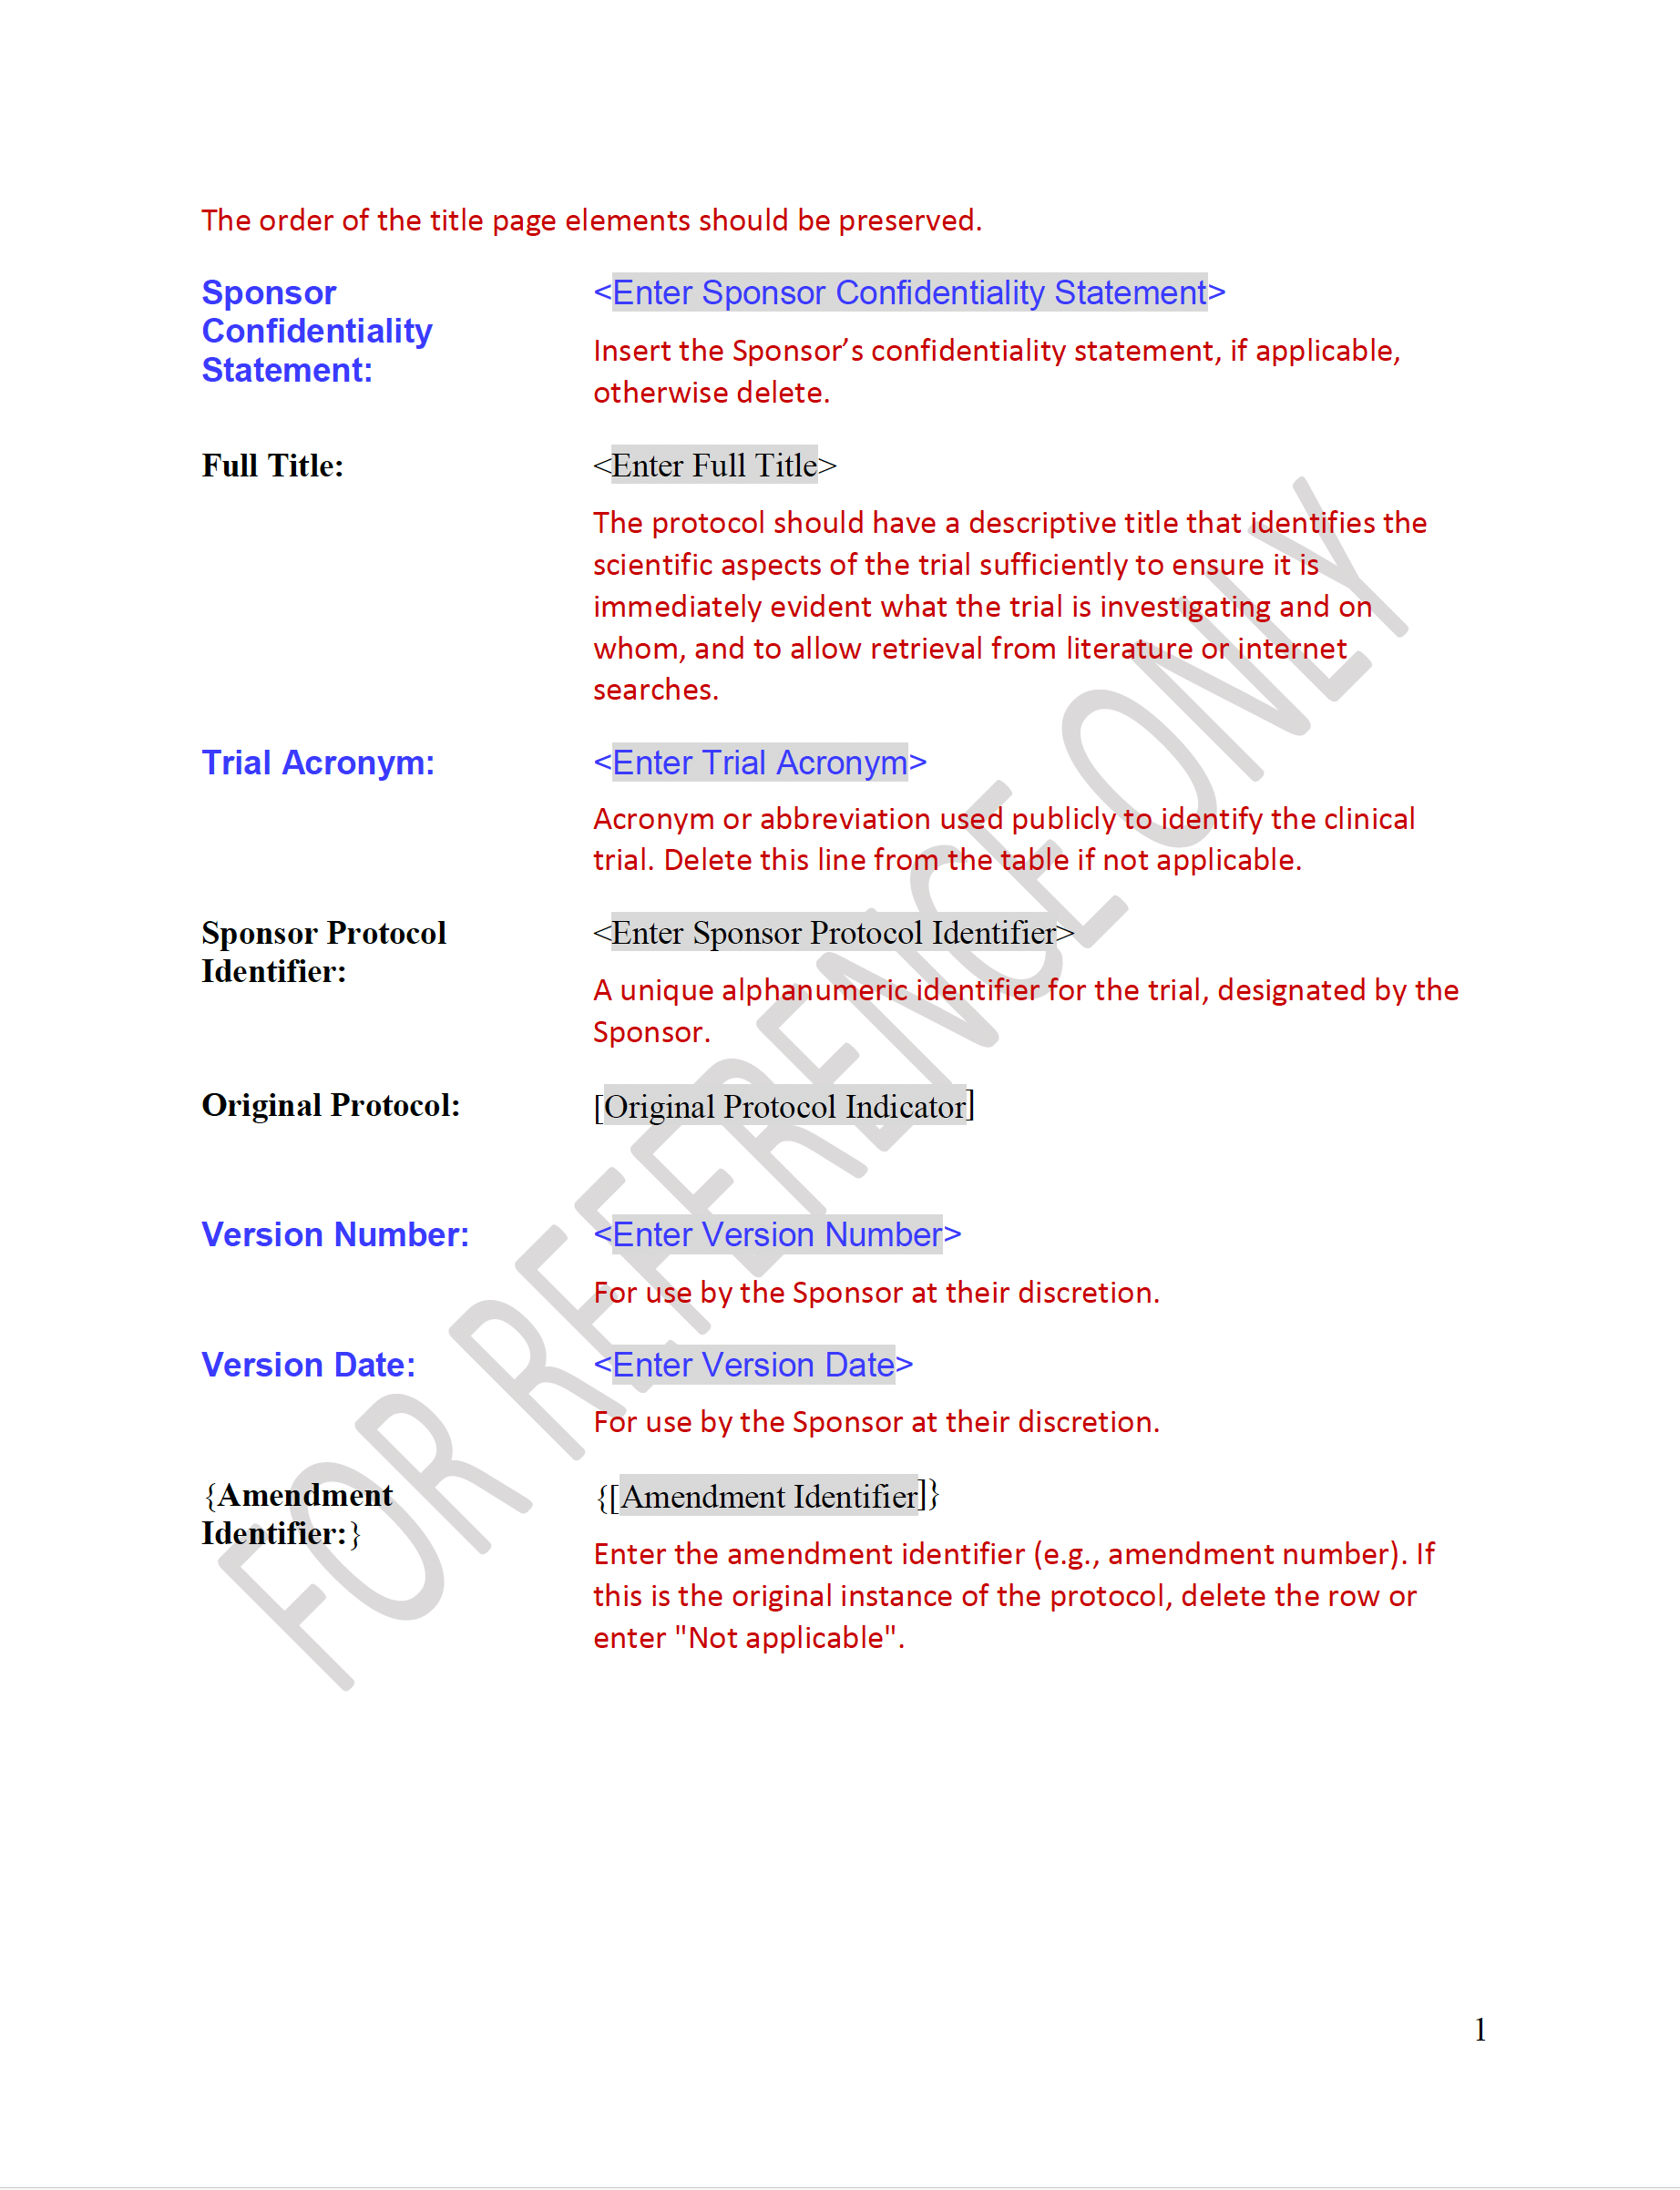 The order of the title page elements should be preserved.
Sponsor
Confidentiality
Statement:
<Enter Sponsor Confidentiality Statement>
Insert the Sponsor’s confidentiality statement, if applicable,
otherwise delete.
Full Title:
<Enter Full Title>
The protocol should have a descriptive title that identifies the
scientific aspects of the trial sufficiently to ensure it is
immediately evident what the trial is investigating and on
whom, and to allow retrieval from literature or internet
searches.
Trial Acronym:
<Enter Trial Acronym>
Acronym or abbreviation used publicly to identify the clinical
trial. Delete this line from the table if not applicable.
Sponsor Protocol
Identifier:
<Enter Sponsor Protocol Identifier>
A unique alphanumeric identifier for the trial, designated by the
Sponsor.
Original Protocol:
[Original Protocol Indicator]
Version Number:
<Enter Version Number>
For use by the Sponsor at their discretion.
Version Date:
<Enter Version Date>
For use by the Sponsor at their discretion.
{Amendment
Identifier:}
{[Amendment Identifier]}
Enter the amendment identifier (e.g., amendment number). If
this is the original instance of the protocol, delete the row or
enter "Not applicable".
FOR REFERENCE ONLY
1